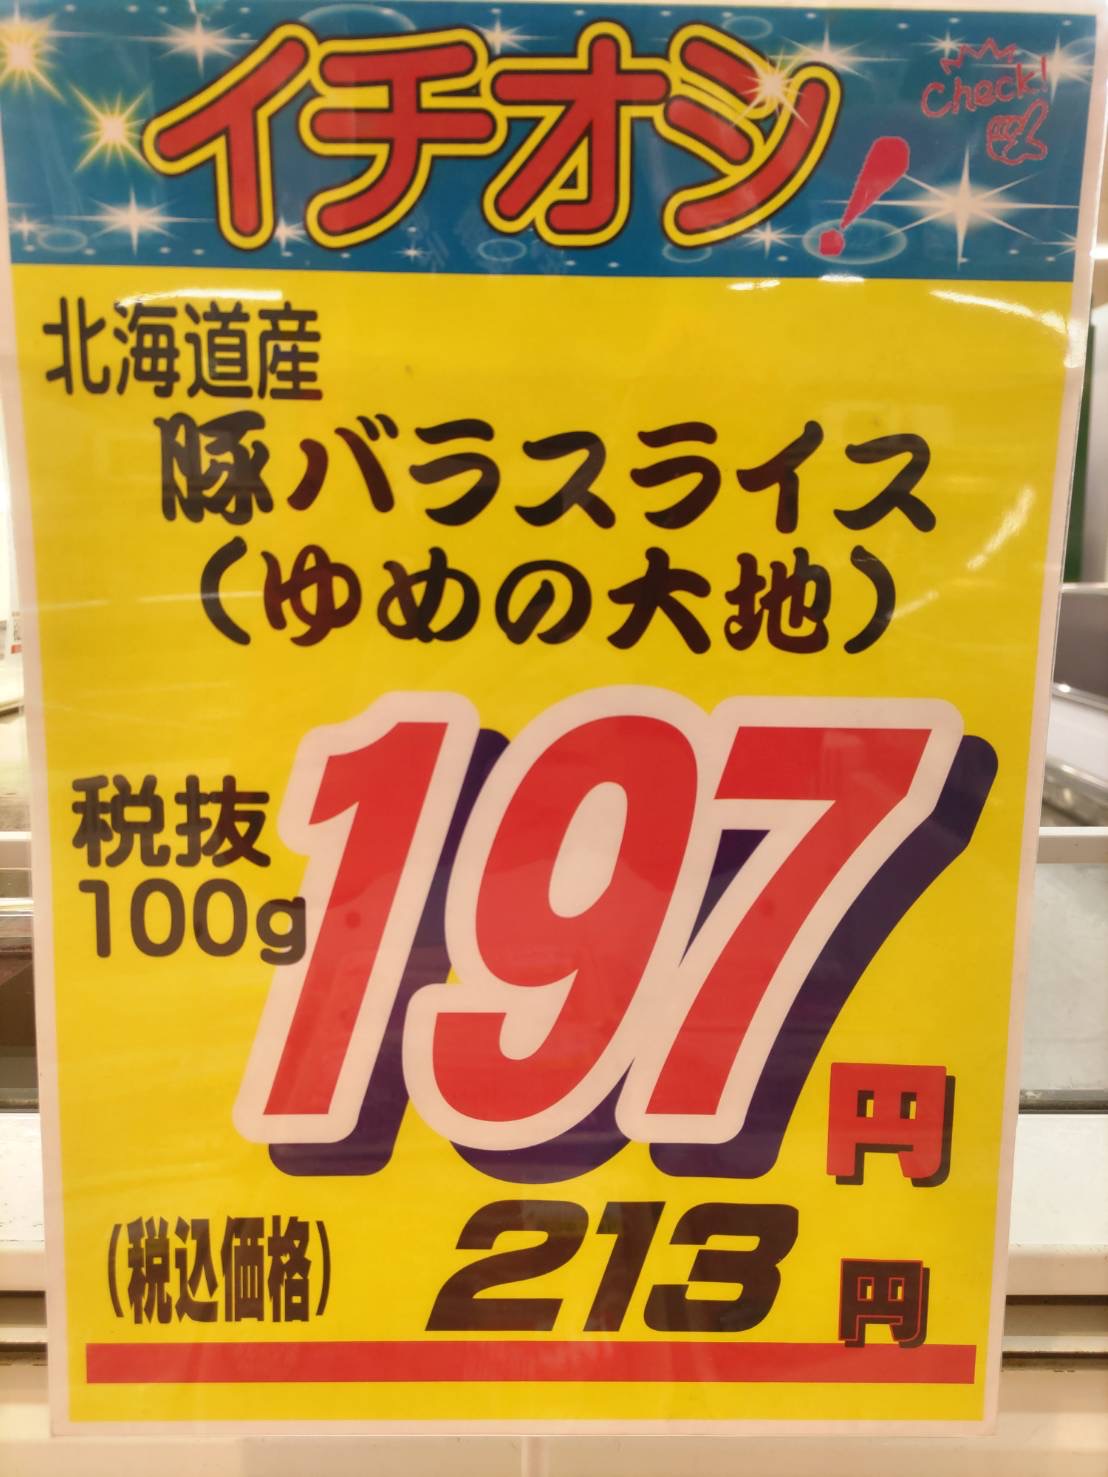 イチオシ!
Check!
北海道産
豚バラスライス
(ゆめの大地)
税抜
100g
197円
(税込価格) 213円